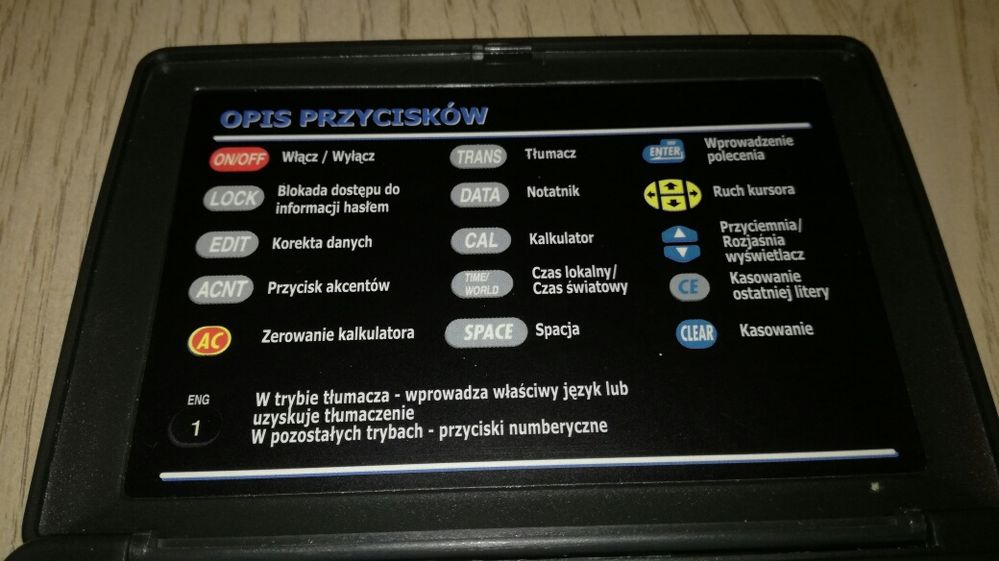 OPIS PRZYCISKÓW
ON/OFF Włącz / Wyłącz
LOCK Blokada dostępu do
informacji hasłem
EDIT Korekta danych
ACNT Przycisk akcentów
AC Zerowanie kalkulatora
TRANS Tłumacz
DATA Notatnik
CAL Kalkulator
TIME/ Czas lokalny/
WORLD Czas światowy
SPACE Spacja
ENTER Wprowadzenie
polecenia
Ruch kursora
Przyciemnia/
Rozjaśnia
wyświetlacz
CE Kasowanie
ostatniej litery
CLEAR Kasowanie
ENG
1
W trybie tłumacza - wprowadza właściwy język lub
uzyskuje tłumaczenie
W pozostałych trybach - przyciski numberyczne